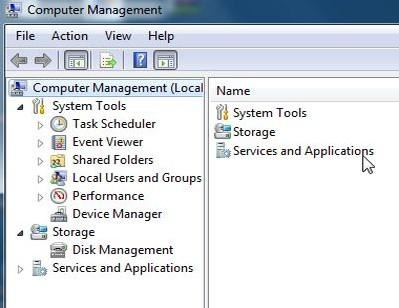 Computer Management
File Action View Help
Computer Management (Local
System Tools
Task Scheduler
Event Viewer
Shared Folders
Local Users and Groups
Performance
Device Manager
Storage
Disk Management
Services and Applications
Name
System Tools
Storage
Services and Applications